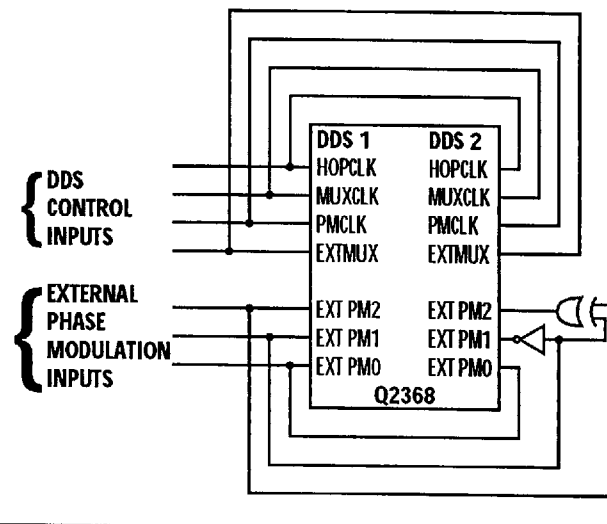 DDS 1 DDS 2
HOPCLK HOPCLK
MUXCLK MUXCLK
PMCLK PMCLK
EXTMUX EXTMUX
EXT PM2 EXT PM2
EXT PM1 EXT PM1
EXT PM0 EXT PM0
Q2368
DDS
CONTROL
INPUTS
EXTERNAL
PHASE
MODULATION
INPUTS